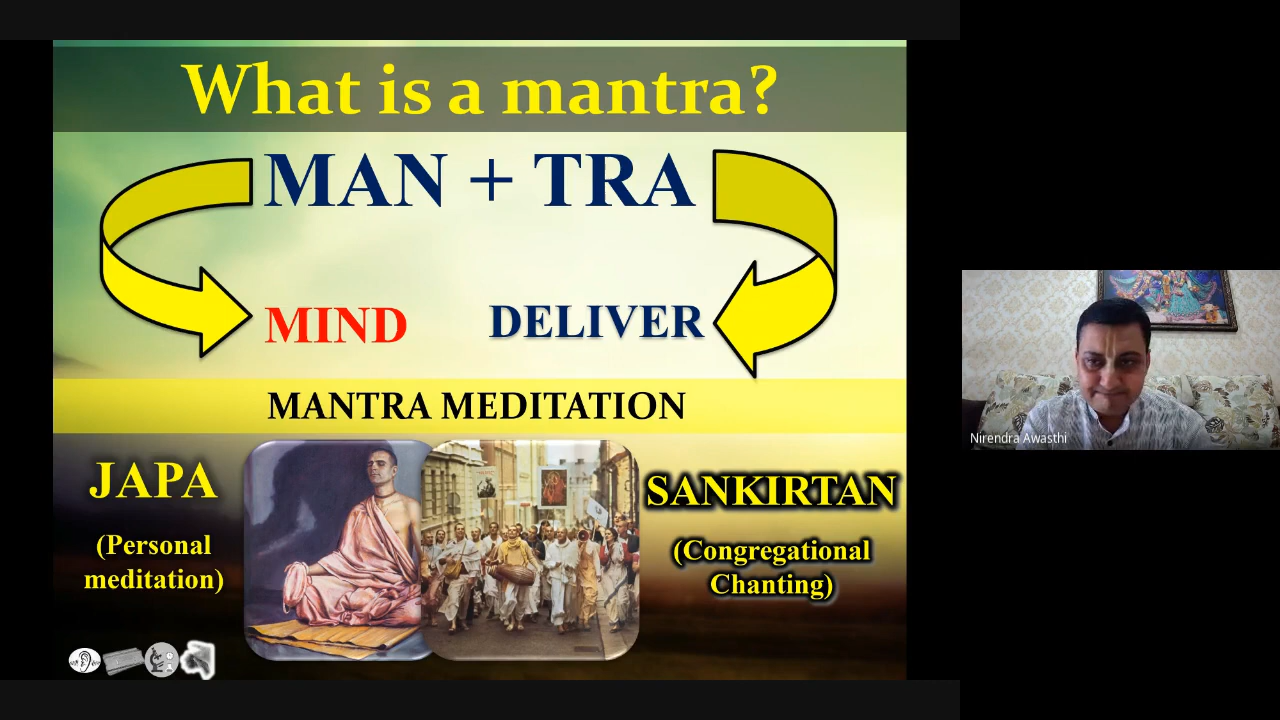 What is a mantra?
MAN + TRA
MIND DELIVER
MANTRA MEDITATION
JAPA
(Personal
meditation)
SANKIRTAN
(Congregational
Chanting)
Nirendra Awasthi